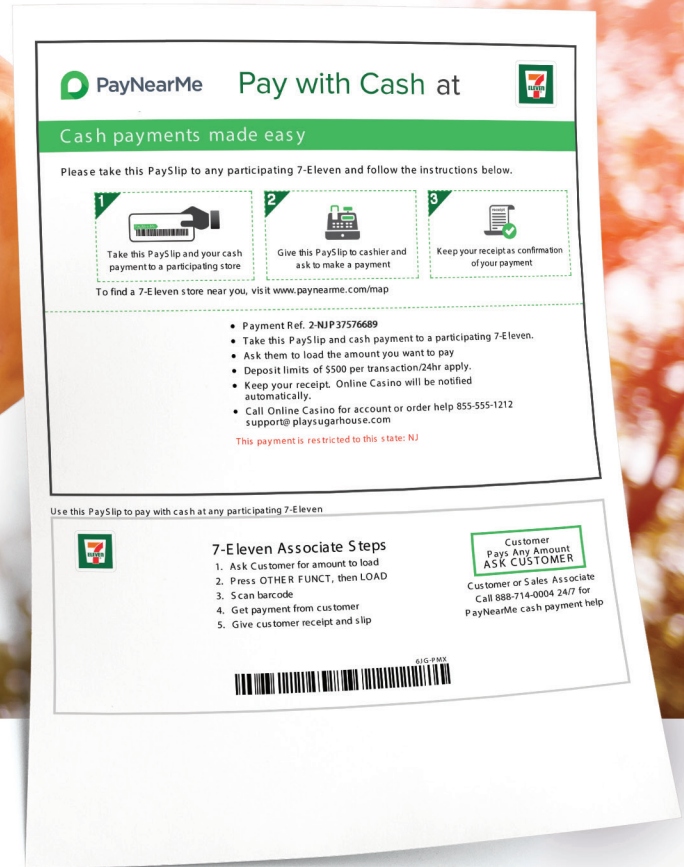 PayNearMe Pay with Cash at
7
ELEVEN
Cash payments made easy
Please take this PaySlip to any participating 7-Eleven and follow the instructions below.
1
Take this PaySlip and your cash
payment to a participating store
2
Give this PaySlip to cashier and
ask to make a payment
3
Keep your receipt as confirmation
of your payment
To find a 7-Eleven store near you, visit www.paynearme.com/map
• Payment Ref. 2-NJP37576689
• Take this PaySlip and cash payment to a participating 7-Eleven.
• Ask them to load the amount you want to pay
• Deposit limits of $500 per transaction/24hr apply.
• Keep your receipt. Online Casino will be notified
automatically.
• Call Online Casino for account or order help 855-555-1212
support@playsugarhouse.com
This payment is restricted to this state: NJ
Use this PaySlip to pay with cash at any participating 7-Eleven
7
ELEVEN
7-Eleven Associate Steps
1. Ask Customer for amount to load
2. Press OTHER FUNCT, then LOAD
3. Scan barcode
4. Get payment from customer
5. Give customer receipt and slip
Customer
Pays Any Amount
ASK CUSTOMER
Customer or Sales Associate
Call 888-714-0004 24/7 for
PayNearMe cash payment help
6JG-PMX